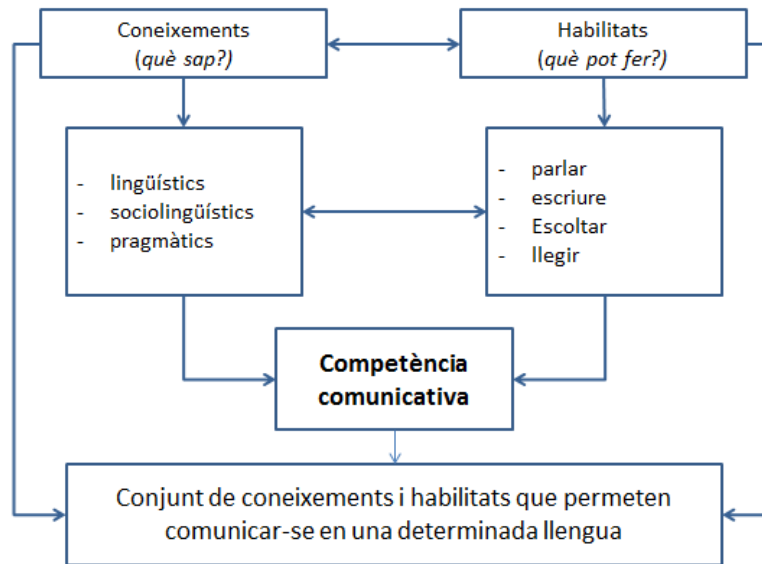 Coneixements
(què sap?)
Habilitats
(què pot fer?)
- lingüístics
- sociolingüístics
- pragmàtics
- parlar
- escriure
- Escoltar
- llegir
Competència
comunicativa
Conjunt de coneixements i habilitats que permeten
comunicar-se en una determinada llengua